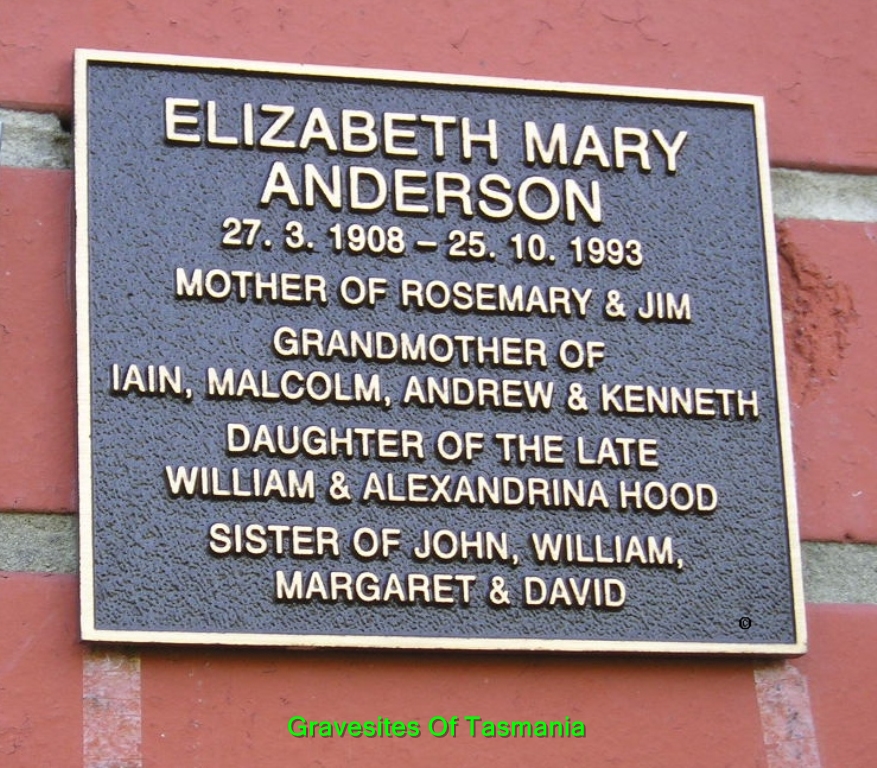 ELIZABETH MARY
ANDERSON
27. 3. 1908 – 25. 10. 1993
MOTHER OF ROSEMARY & JIM
GRANDMOTHER OF
IAIN, MALCOLM, ANDREW & KENNETH
DAUGHTER OF THE LATE
WILLIAM & ALEXANDRINA HOOD
SISTER OF JOHN, WILLIAM,
MARGARET & DAVID
©
Gravesites Of Tasmania